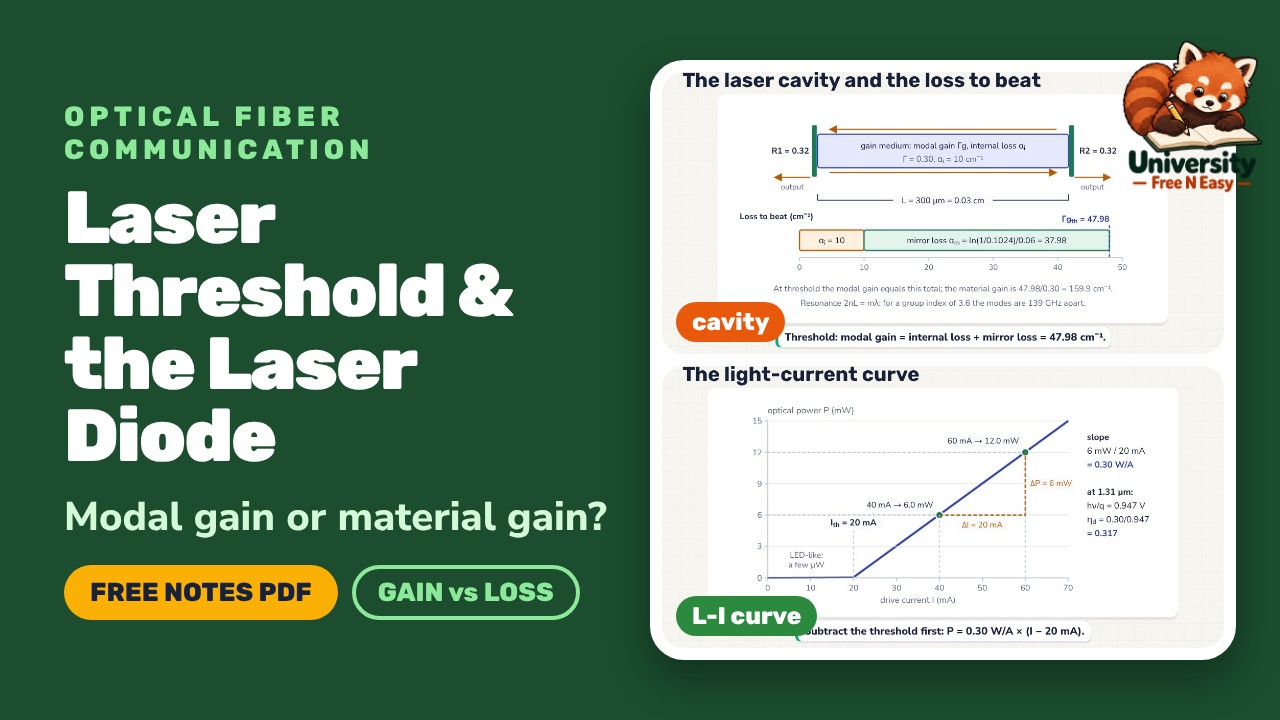 OPTICAL FIBER
COMMUNICATION
Laser
Threshold &
the Laser
Diode
Modal gain or material gain?
FREE NOTES PDF
GAIN vs LOSS
The laser cavity and the loss to beat
R1 = 0.32
gain medium: modal gain Γg, internal loss αᵢ
Γ = 0.30, αᵢ = 10 cm⁻¹
R2 = 0.32
output
output
L = 300 μm = 0.03 cm
Loss to beat (cm⁻¹)
Γgₜₕ = 47.98
αᵢ = 10
mirror loss αₘ = ln(1/0.1024)/0.06 = 37.98
0 10 20 30 40 50
At threshold the modal gain equals this total; the material gain is 47.98/0.30 = 159.9 cm⁻¹.
Resonance 2nL = mλ: for a group index of 3.6 the modes are 139 GHz apart.
cavity
Threshold: modal gain = internal loss + mirror loss = 47.98 cm⁻¹.
University
Free N Easy
The light-current curve
optical power P (mW)
15
12
9
6
3
0
60 mA → 12.0 mW
ΔP = 6 mW
40 mA → 6.0 mW
ΔI = 20 mA
Iₜₕ = 20 mA
LED-like:
a few μW
0 10 20 30 40 50 60 70
drive current I (mA)
slope
6 mW / 20 mA
= 0.30 W/A
at 1.31 μm:
hν/q = 0.947 V
η_d = 0.30/0.947
= 0.317
L-I curve
ubtract the threshold first: P = 0.30 W/A × (I − 20 mA).